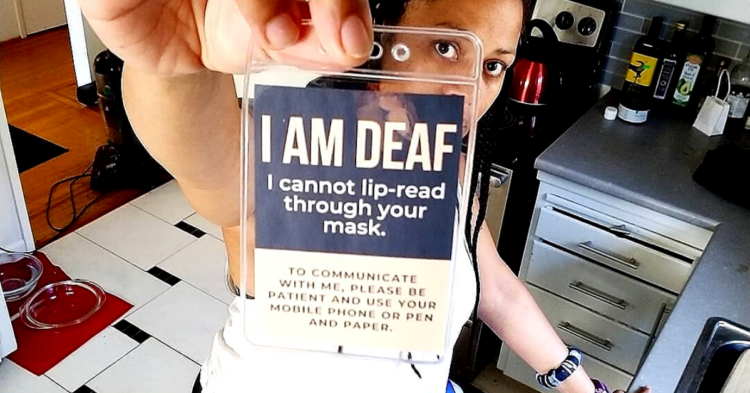 I AM DEAF
I cannot lip-read
through your
mask.
TO COMMUNICATE
WITH ME, PLEASE BE
PATIENT AND USE YOUR
MOBILE PHONE OR PEN
AND PAPER.